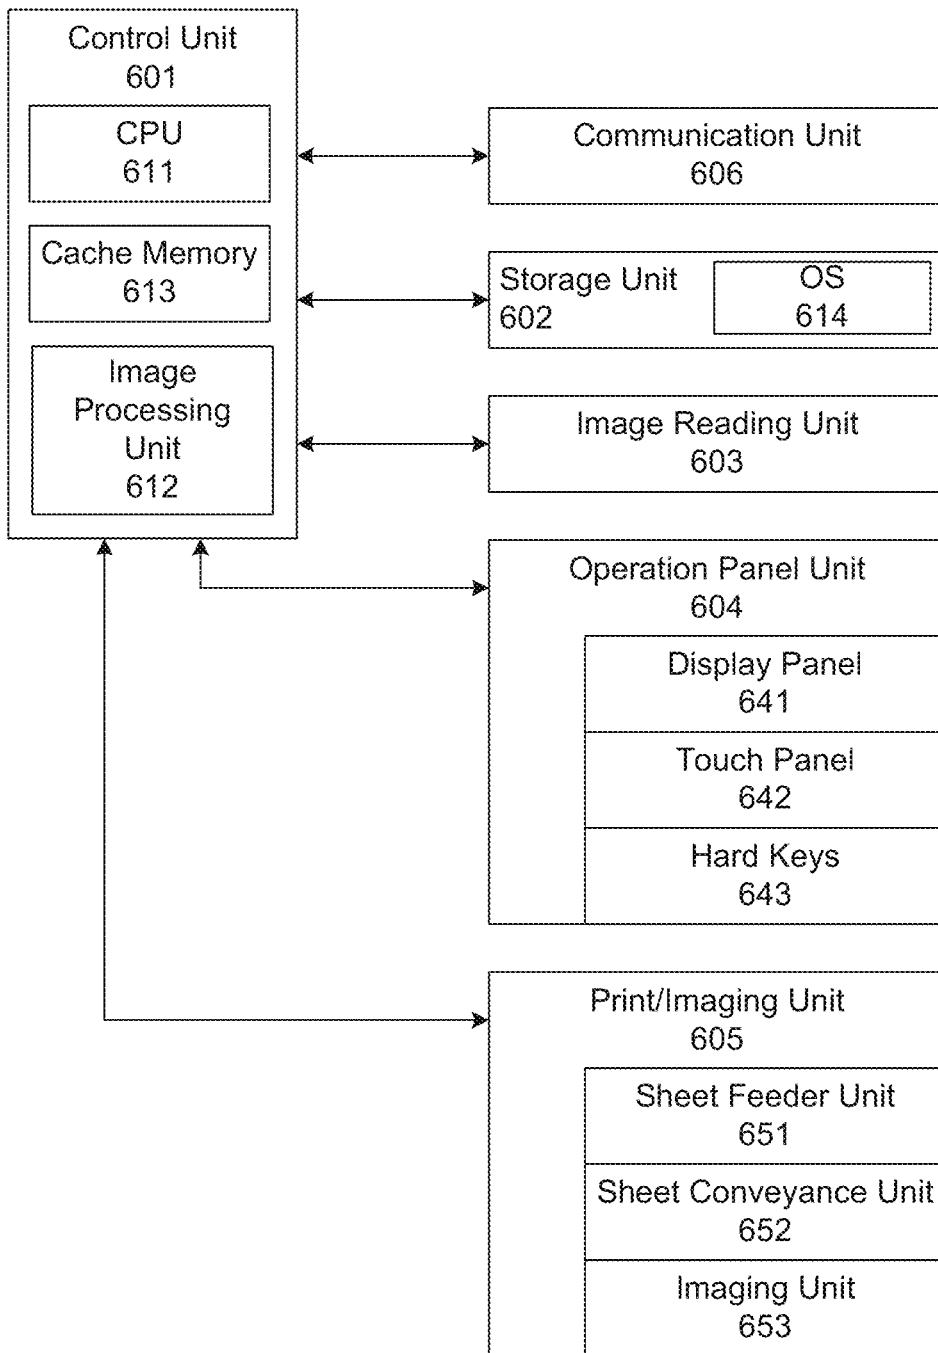 Control Unit
601
CPU
611
Cache Memory
613
Image
Processing
Unit
612
Communication Unit
606
Storage Unit
602
OS
614
Image Reading Unit
603
Operation Panel Unit
604
Display Panel
641
Touch Panel
642
Hard Keys
643
Print/Imaging Unit
605
Sheet Feeder Unit
651
Sheet Conveyance Unit
652
Imaging Unit
653